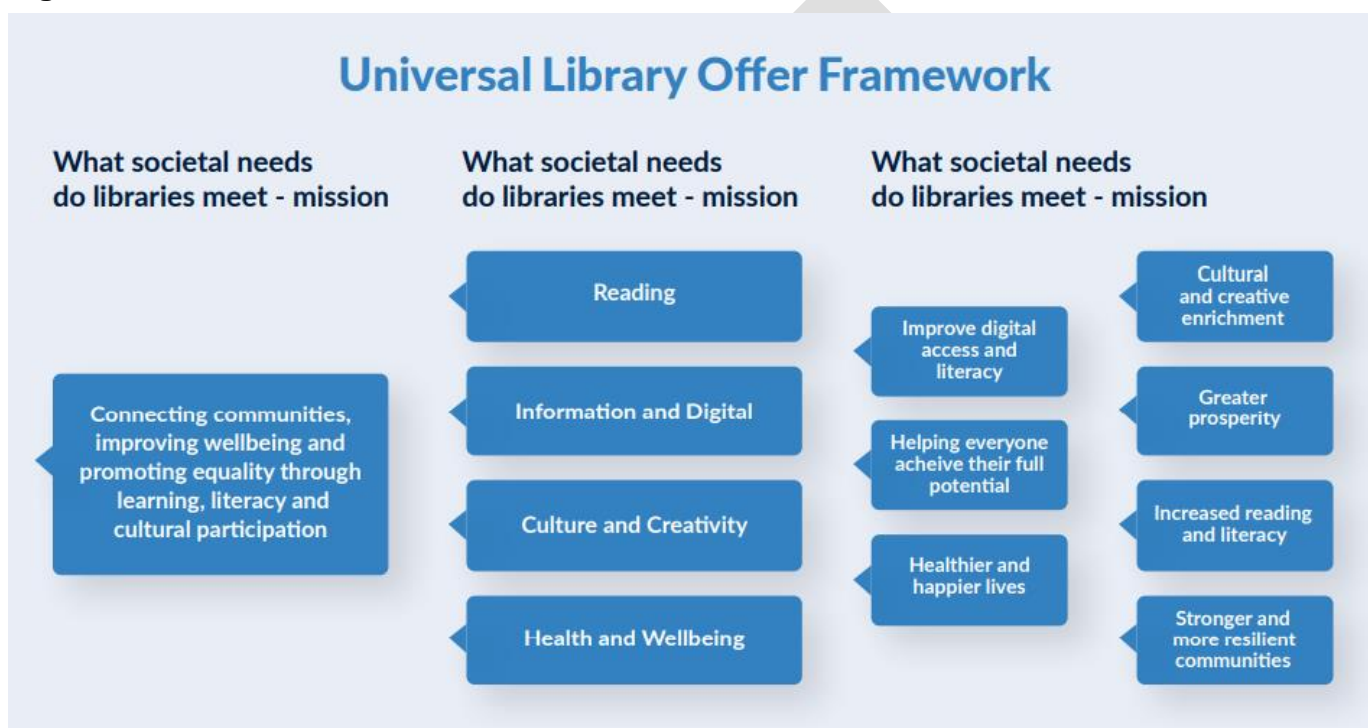 Universal Library Offer Framework
What societal needs
do libraries meet - mission
Connecting communities,
improving wellbeing and
promoting equality through
learning, literacy and
cultural participation
What societal needs
do libraries meet - mission
Reading
Information and Digital
Culture and Creativity
Health and Wellbeing
What societal needs
do libraries meet - mission
Improve digital
access and
literacy
Helping everyone
acheive their full
potential
Healthier and
happier lives
Cultural
and creative
enrichment
Greater
prosperity
Increased reading
and literacy
Stronger and
more resilient
communities